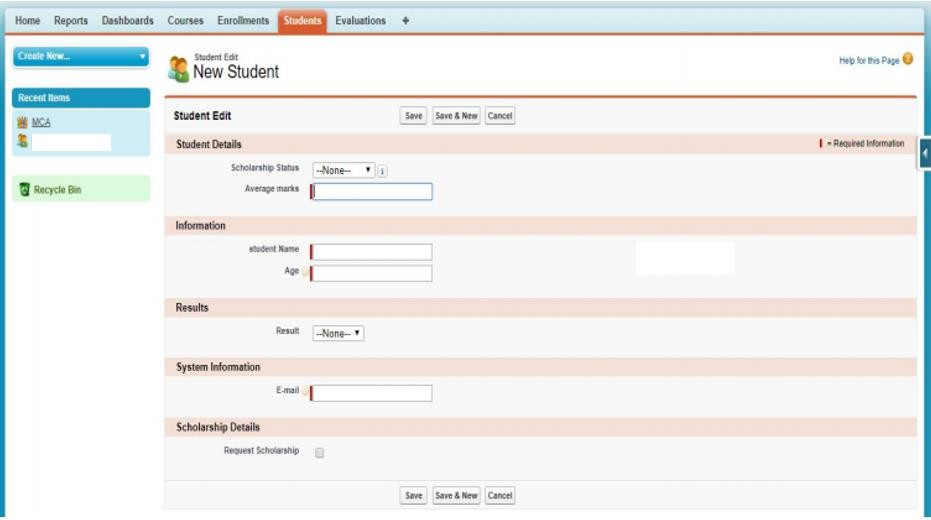 Home Reports Dashboards Courses Enrollments Students Evaluations +
Create New...
Recent Items
MCA
Recycle Bin
Student Edit
New Student
Help for this Page ?
Student Edit Save Save & New Cancel
Student Details = Required Information
Scholarship Status --None-- i
Average marks
Information
student Name
Age
Results
Result --None--
System Information
E-mail
Scholarship Details
Request Scholarship
Save Save & New Cancel